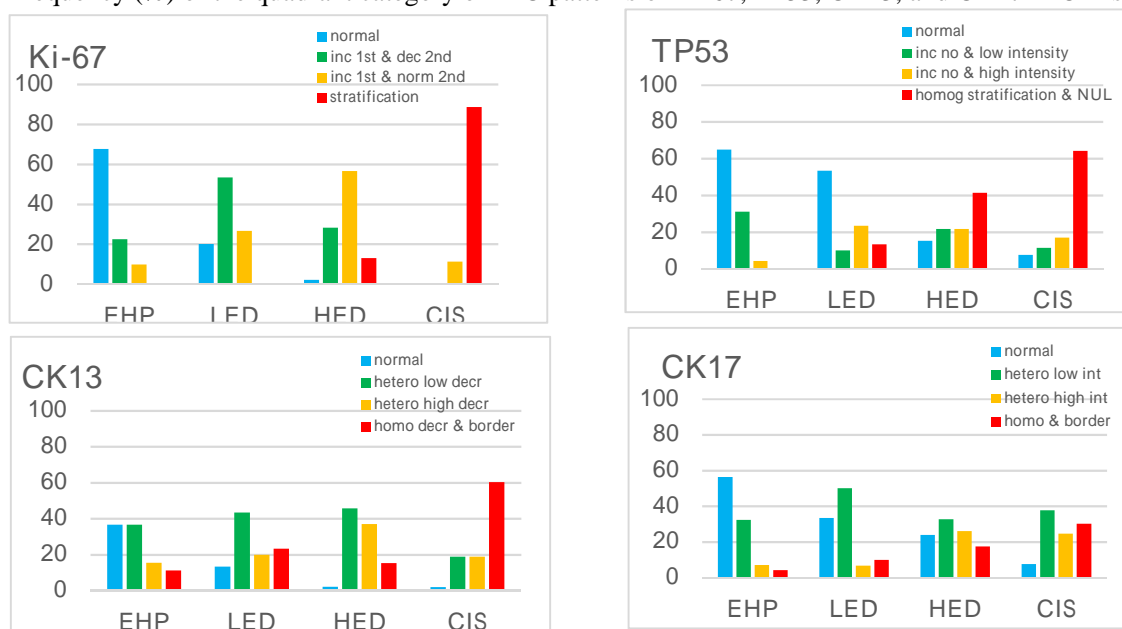 Ki-67
normal
inc 1st & dec 2nd
inc 1st & norm 2nd
stratification
100
80
60
40
20
0
EHP LED HED CIS
TP53
normal
inc no & low intensity
inc no & high intensity
homog stratification & NUL
100
80
60
40
20
0
EHP LED HED CIS
CK13
normal
hetero low decr
hetero high decr
homo decr & border
100
80
60
40
20
0
EHP LED HED CIS
CK17
normal
hetero low int
hetero high int
homo & border
100
80
60
40
20
0
EHP LED HED CIS